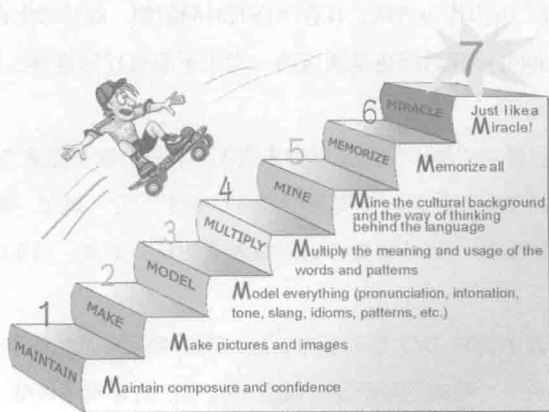 7
MIRACLE
Just like a
Miracle!
6
MEMORIZE
Memorize all
5
MINE
Mine the cultural background
and the way of thinking
behind the language
4
MULTIPLY
Multiply the meaning and usage of the
words and patterns
3
MODEL
Model everything (pronunciation, intonation,
tone, slang, idioms, patterns, etc.)
2
MAKE
Make pictures and images
1
MAINTAIN
Maintain composure and confidence